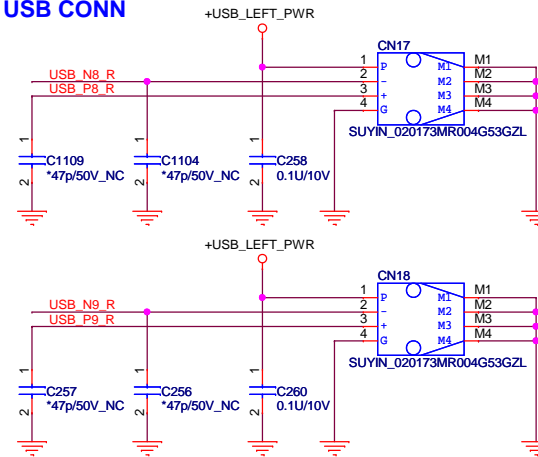 USB CONN
+USB_LEFT_PWR
CN17
1 P M1 M1
USB_N8_R 2 - M2 M2
USB_P8_R 3 + M3 M3
4 G M4 M4
SUYIN_020173MR004G53GZL
1 1 1
C1109 C1104 C258
*47p/50V_NC *47p/50V_NC 0.1U/10V
2 2 2
+USB_LEFT_PWR
CN18
1 P M1 M1
USB_N9_R 2 - M2 M2
USB_P9_R 3 + M3 M3
4 G M4 M4
SUYIN_020173MR004G53GZL
1 1 1
C257 C256 C260
*47p/50V_NC *47p/50V_NC 0.1U/10V
2 2 2